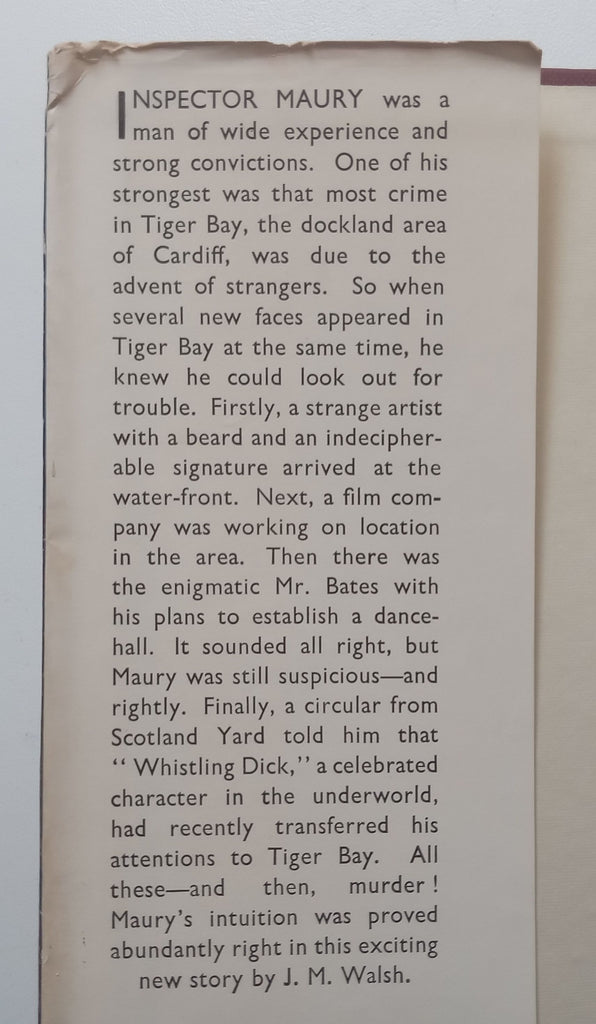 INSPECTOR MAURY was a
man of wide experience and
strong convictions. One of his
strongest was that most crime
in Tiger Bay, the dockland area
of Cardiff, was due to the
advent of strangers. So when
several new faces appeared in
Tiger Bay at the same time, he
knew he could look out for
trouble. Firstly, a strange artist
with a beard and an indecipher-
able signature arrived at the
water-front. Next, a film com-
pany was working on location
in the area. Then there was
the enigmatic Mr. Bates with
his plans to establish a dance-
hall. It sounded all right, but
Maury was still suspicious—and
rightly. Finally, a circular from
Scotland Yard told him that
“ Whistling Dick,” a celebrated
character in the underworld,
had recently transferred his
attentions to Tiger Bay. All
these—and then, murder !
Maury’s intuition was proved
abundantly right in this exciting
new story by J. M. Walsh.